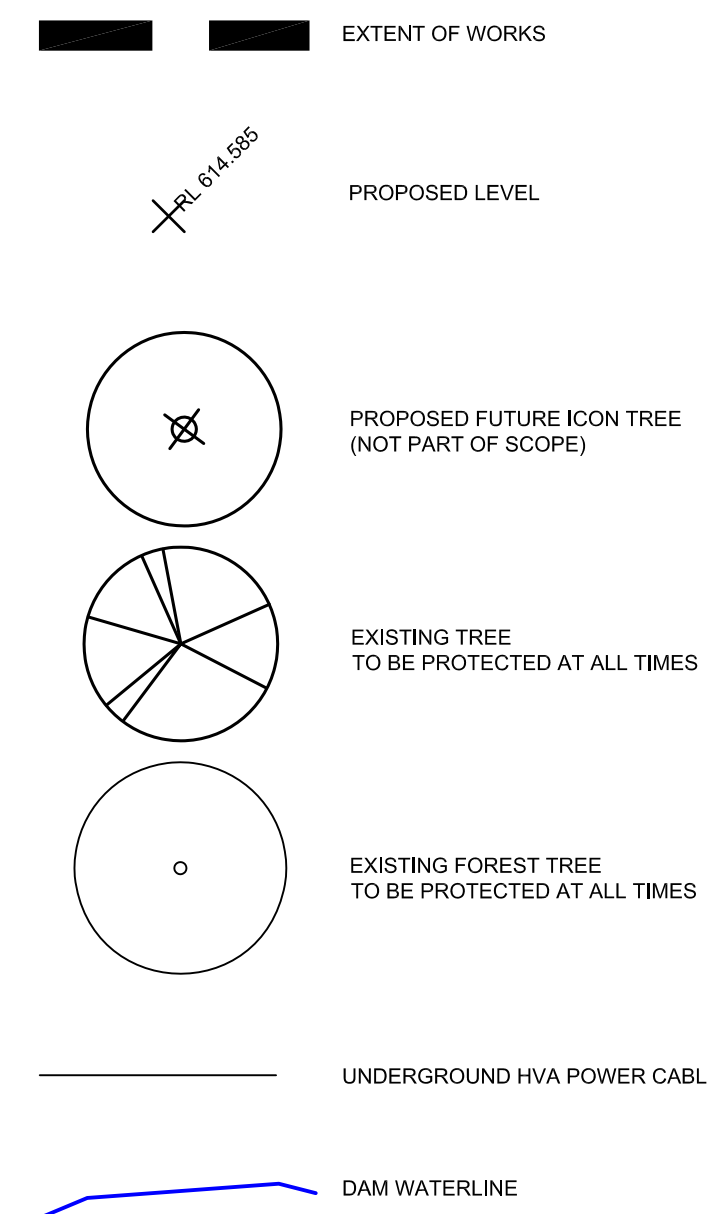 EXTENT OF WORKS
RL 614.585
PROPOSED LEVEL
PROPOSED FUTURE ICON TREE
(NOT PART OF SCOPE)
EXISTING TREE
TO BE PROTECTED AT ALL TIMES
EXISTING FOREST TREE
TO BE PROTECTED AT ALL TIMES
UNDERGROUND HVA POWER CABL
DAM WATERLINE